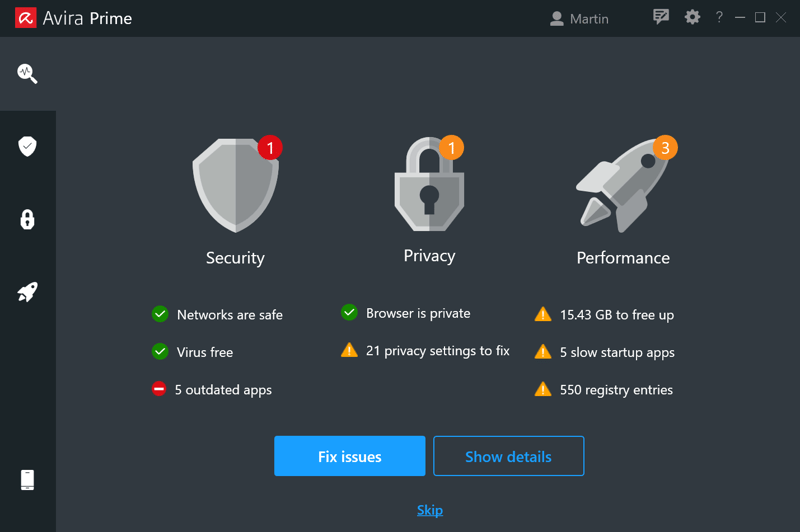 Avira Prime
Martin
?
1
1
3
Security
Privacy
Performance
Networks are safe
Virus free
5 outdated apps
Browser is private
21 privacy settings to fix
15.43 GB to free up
5 slow startup apps
550 registry entries
Fix issues
Show details
Skip